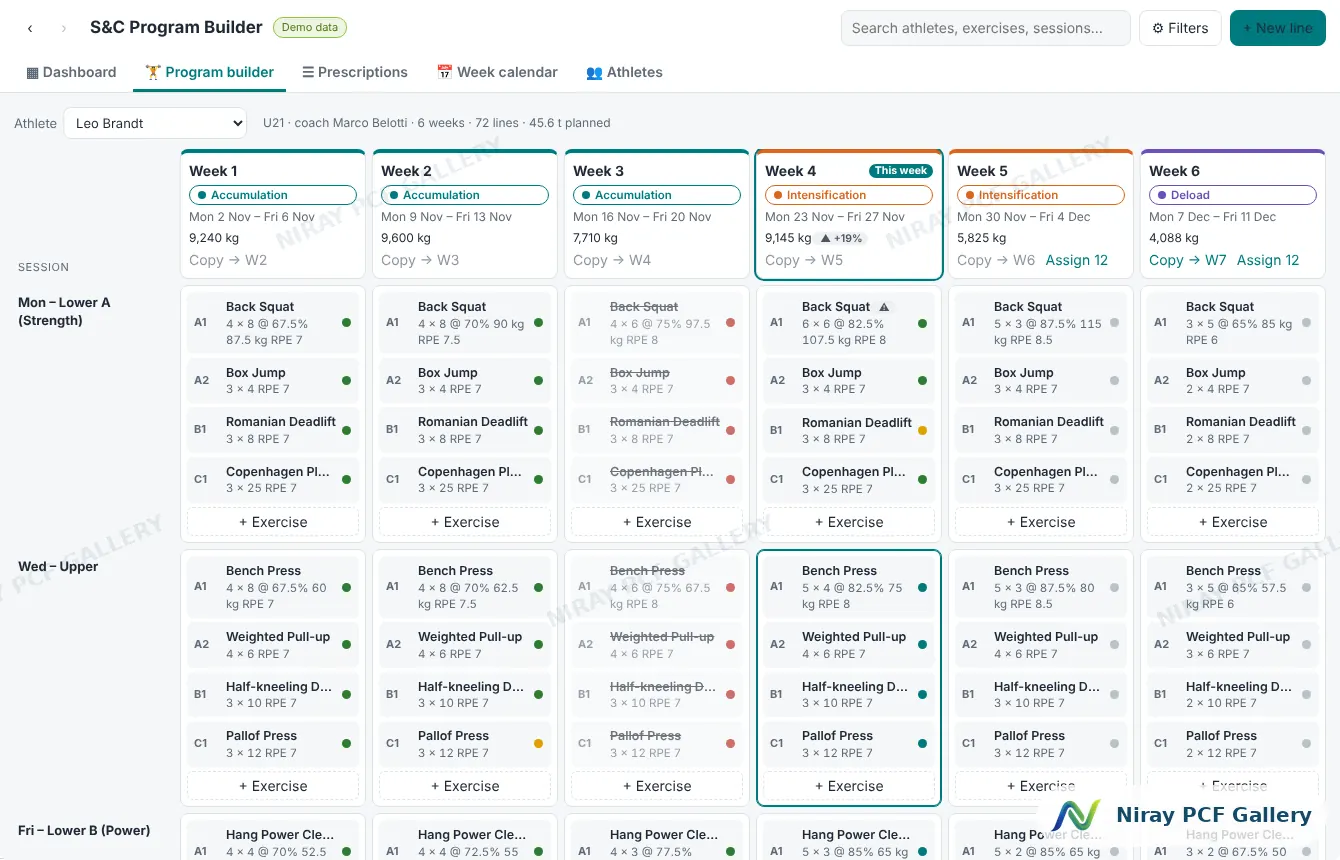 S&C Program Builder
Demo data
Search athletes, exercises, sessions...
Filters
+ New line
Dashboard
Program builder
Prescriptions
Week calendar
Athletes
Athlete
Leo Brandt
U21 · coach Marco Belotti · 6 weeks · 72 lines · 45.6 t planned
SESSION
Week 1
Accumulation
Mon 2 Nov – Fri 6 Nov
9,240 kg
Copy → W2
Week 2
Accumulation
Mon 9 Nov – Fri 13 Nov
9,600 kg
Copy → W3
Week 3
Accumulation
Mon 16 Nov – Fri 20 Nov
7,710 kg
Copy → W4
Week 4
This week
Intensification
Mon 23 Nov – Fri 27 Nov
9,145 kg ▲ +19%
Copy → W5
Week 5
Intensification
Mon 30 Nov – Fri 4 Dec
5,825 kg
Copy → W6 Assign 12
Week 6
Deload
Mon 7 Dec – Fri 11 Dec
4,088 kg
Copy → W7 Assign 12
Mon – Lower A
(Strength)
A1
Back Squat
4 × 8 @ 67.5%
87.5 kg RPE 7
A2
Box Jump
3 × 4 RPE 7
B1
Romanian Deadlift
3 × 8 RPE 7
C1
Copenhagen Pl...
3 × 25 RPE 7
+ Exercise
A1
Back Squat
4 × 8 @ 70% 90 kg
RPE 7.5
A2
Box Jump
3 × 4 RPE 7
B1
Romanian Deadlift
3 × 8 RPE 7
C1
Copenhagen Pl...
3 × 25 RPE 7
+ Exercise
A1
Back Squat
4 × 6 @ 75% 97.5
kg RPE 8
A2
Box Jump
3 × 4 RPE 7
B1
Romanian Deadlift
3 × 8 RPE 7
C1
Copenhagen Pl...
3 × 25 RPE 7
+ Exercise
A1
Back Squat ▲
6 × 6 @ 82.5%
107.5 kg RPE 8
A2
Box Jump
3 × 4 RPE 7
B1
Romanian Deadlift
3 × 8 RPE 7
C1
Copenhagen Pl...
3 × 25 RPE 7
+ Exercise
A1
Back Squat
5 × 3 @ 87.5% 115
kg RPE 8.5
A2
Box Jump
3 × 4 RPE 7
B1
Romanian Deadlift
3 × 8 RPE 7
C1
Copenhagen Pl...
3 × 25 RPE 7
+ Exercise
A1
Back Squat
3 × 5 @ 65% 85 kg
RPE 6
A2
Box Jump
2 × 4 RPE 7
B1
Romanian Deadlift
2 × 8 RPE 7
C1
Copenhagen Pl...
2 × 25 RPE 7
+ Exercise
Wed – Upper
A1
Bench Press
4 × 8 @ 67.5% 60
kg RPE 7
A2
Weighted Pull-up
4 × 6 RPE 7
B1
Half-kneeling D...
3 × 10 RPE 7
C1
Pallof Press
3 × 12 RPE 7
+ Exercise
A1
Bench Press
4 × 8 @ 70% 62.5
kg RPE 7.5
A2
Weighted Pull-up
4 × 6 RPE 7
B1
Half-kneeling D...
3 × 10 RPE 7
C1
Pallof Press
3 × 12 RPE 7
+ Exercise
A1
Bench Press
4 × 6 @ 75% 67.5
kg RPE 8
A2
Weighted Pull-up
4 × 6 RPE 7
B1
Half-kneeling D...
3 × 10 RPE 7
C1
Pallof Press
3 × 12 RPE 7
+ Exercise
A1
Bench Press
5 × 4 @ 82.5% 75
kg RPE 8
A2
Weighted Pull-up
4 × 6 RPE 7
B1
Half-kneeling D...
3 × 10 RPE 7
C1
Pallof Press
3 × 12 RPE 7
+ Exercise
A1
Bench Press
5 × 3 @ 87.5% 80
kg RPE 8.5
A2
Weighted Pull-up
4 × 6 RPE 7
B1
Half-kneeling D...
3 × 10 RPE 7
C1
Pallof Press
3 × 12 RPE 7
+ Exercise
A1
Bench Press
3 × 5 @ 65% 57.5
kg RPE 6
A2
Weighted Pull-up
3 × 6 RPE 7
B1
Half-kneeling D...
2 × 10 RPE 7
C1
Pallof Press
2 × 12 RPE 7
+ Exercise
Fri – Lower B (Power)
A1
Hang Power Cle...
4 × 4 @ 70% 52.5
A1
Hang Power Cle...
4 × 4 @ 72.5% 55
A1
Hang Power Cle...
4 × 3 @ 77.5%
A1
Hang Power Cle...
5 × 3 @ 85% 65 kg
A1
Hang Power Cle...
5 × 2 @ 85% 65 kg
A1
Hang Power Cle...
3 × 2 @ 67.5% 50
NIRAY PCF GALLERY
NIRAY PCF GALLERY
NIRAY PCF GALLERY
NIRAY PCF GALLERY
NIRAY PCF GALLERY
Niray PCF Gallery